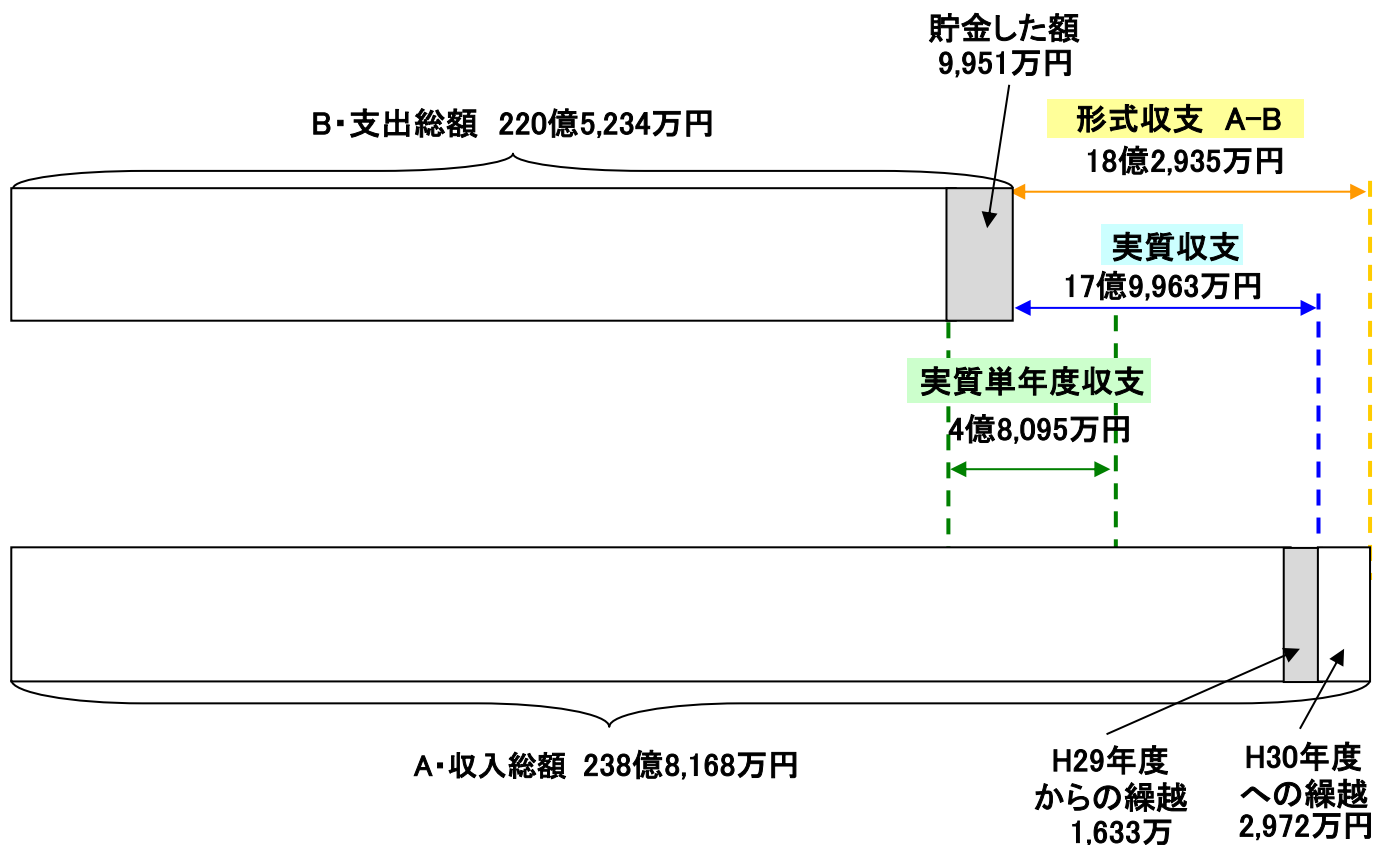 貯金した額
9,951万円
B・支出総額 220億5,234万円
形式収支 A-B
18億2,935万円
実質収支
17億9,963万円
実質単年度収支
4億8,095万円
A・収入総額 238億8,168万円
H29年度
からの繰越
1,633万
H30年度
への繰越
2,972万円